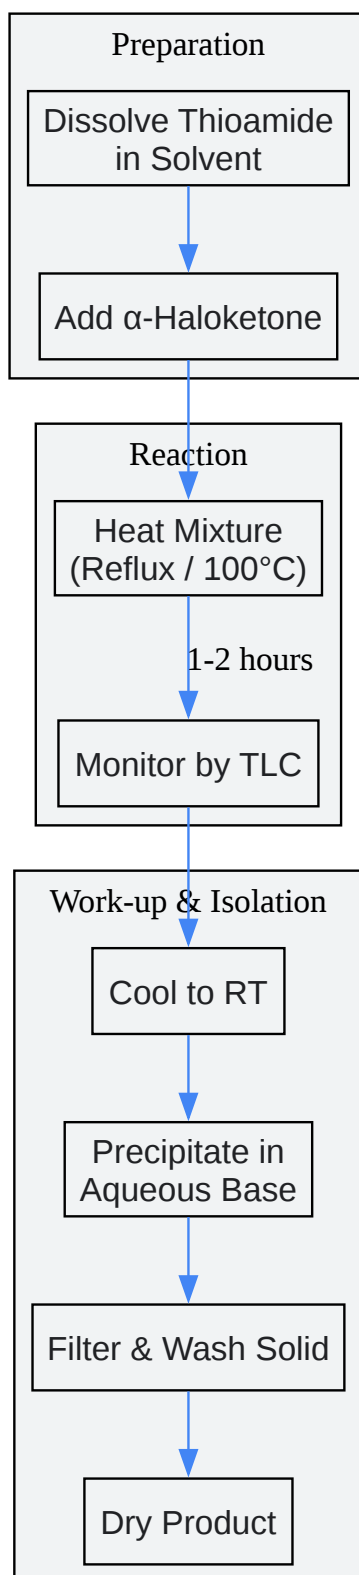 Preparation
Dissolve Thioamide
in Solvent
Add α-Haloketone
Reaction
Heat Mixture
(Reflux / 100°C)
1-2 hours
Monitor by TLC
Work-up & Isolation
Cool to RT
Precipitate in
Aqueous Base
Filter & Wash Solid
Dry Product